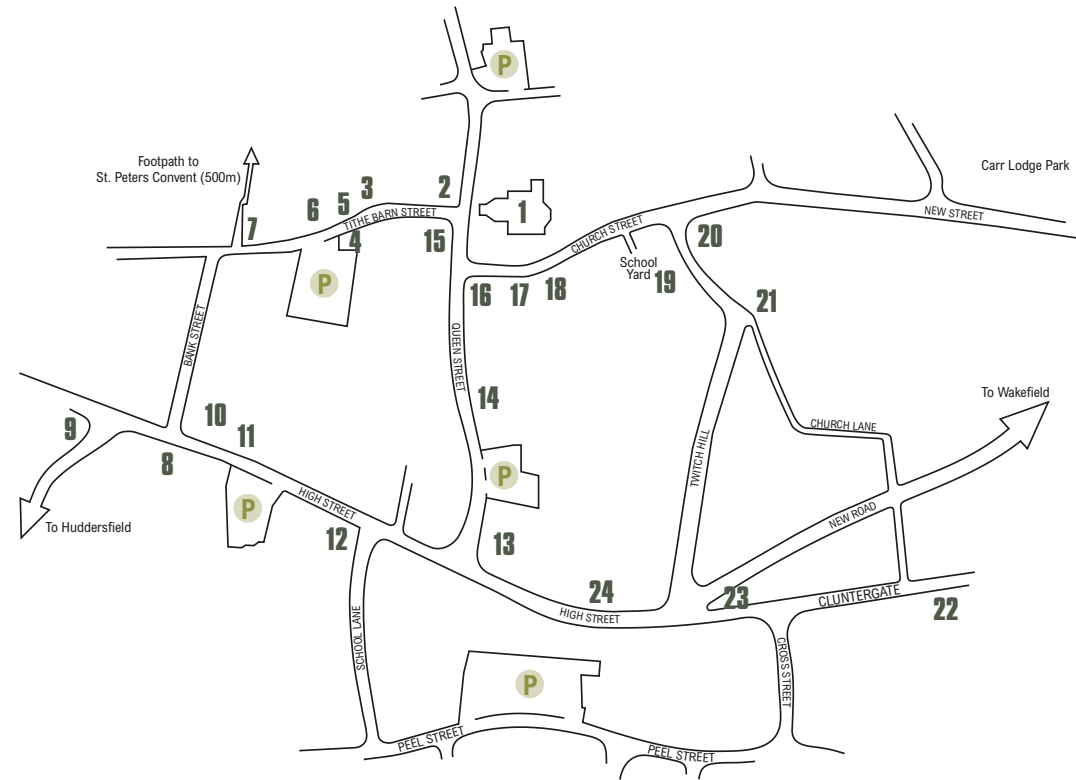 P
Footpath to
St. Peters Convent (500m)
Carr Lodge Park
1
2
3
4
5
6
7
TITHE BARN STREET
15
P
NEW STREET
CHURCH STREET
School
Yard
19
20
16
17
18
21
BANK STREET
QUEEN STREET
14
To Wakefield
9
10
11
8
CHURCH LANE
TWITCH HILL
P
P
HIGH STREET
NEW ROAD
To Huddersfield
12
13
24
23
22
HIGH STREET
CLUNTERGATE
SCHOOL LANE
CROSS STREET
P
PEEL STREET
PEEL STREET